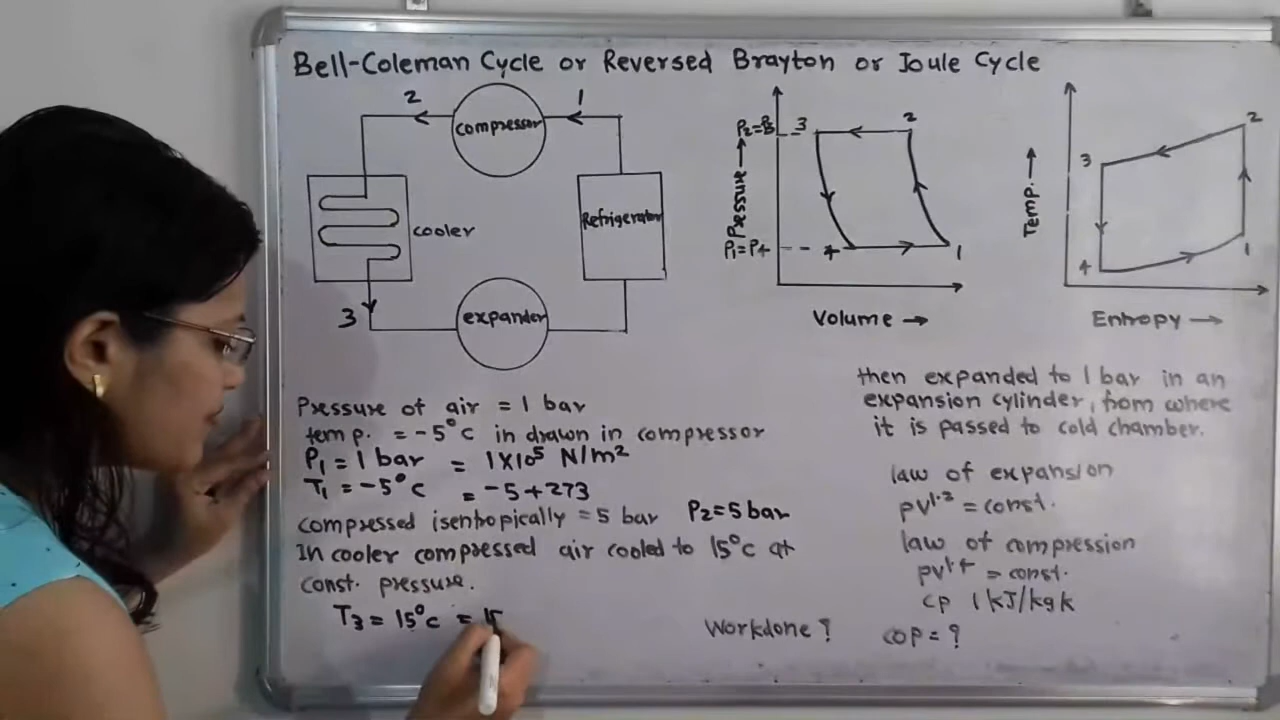 Bell-Coleman Cycle or Reversed Brayton or Joule Cycle
2
1
compressor
cooler
Refrigerator
3
expander
P2=P3
3
2
Pressure
P1=P4
4
1
Volume
2
3
Temp.
4
1
Entropy
Pressure of air = 1 bar
temp. = -5°c in drawn in compressor
P1 = 1 bar = 1×10⁵ N/m²
T1 = -5°c = -5+273
compressed isentropically = 5 bar P2=5 bar
In cooler compressed air cooled to 15°c at
const. pressure.
T3 = 15°c = 15
then expanded to 1 bar in an
expansion cylinder, from where
it is passed to cold chamber.
law of expansion
pv^1.2 = const.
law of compression
pv^1.4 = const.
cp 1 kJ/kg k
Workdone ? cop = ?